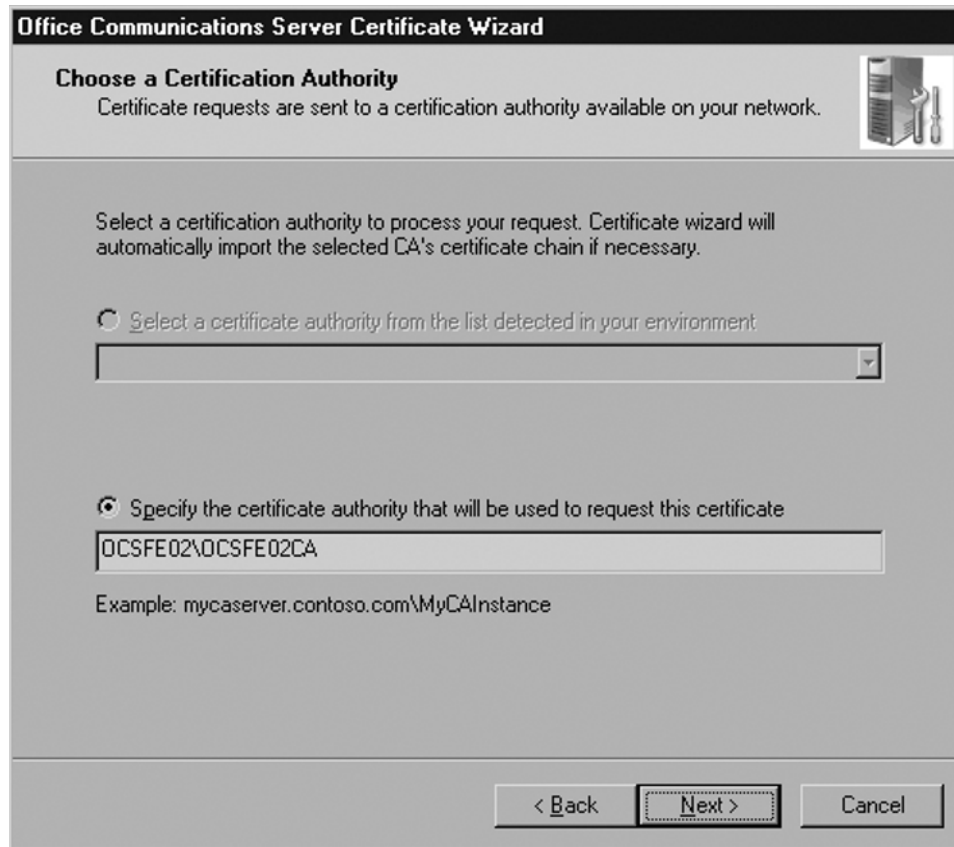 Office Communications Server Certificate Wizard
Choose a Certification Authority
Certificate requests are sent to a certification authority available on your network.
Select a certification authority to process your request. Certificate wizard will
automatically import the selected CA's certificate chain if necessary.
Select a certificate authority from the list detected in your environment
Specify the certificate authority that will be used to request this certificate
OCSFE02\OCSFE02CA
Example: mycaserver.contoso.com\MyCAInstance
< Back
Next >
Cancel